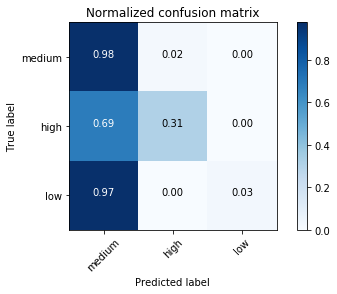 Normalized confusion matrix
True label
medium 0.98 0.02 0.00
high 0.69 0.31 0.00
low 0.97 0.00 0.03
medium high low
Predicted label
0.8
0.6
0.4
0.2
0.0